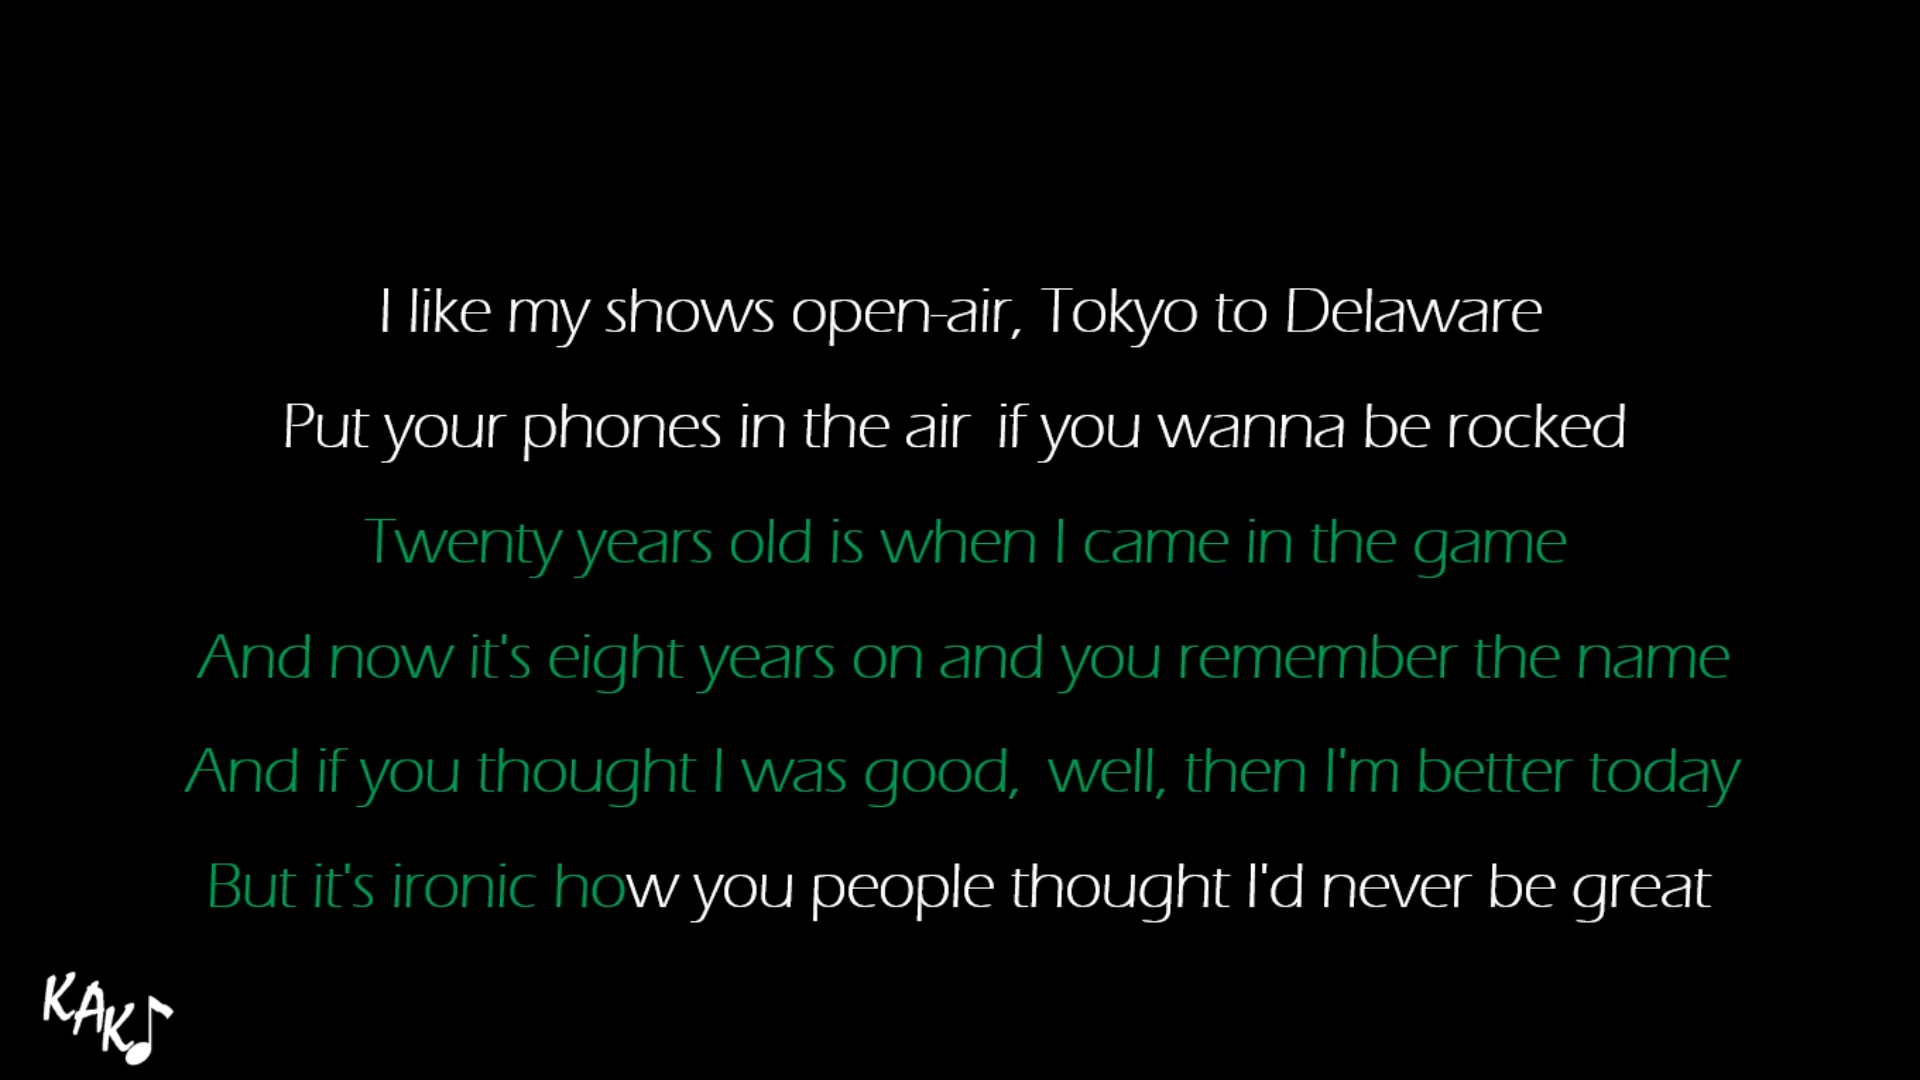 I like my shows open-air, Tokyo to Delaware
Put your phones in the air if you wanna be rocked
Twenty years old is when I came in the game
And now it's eight years on and you remember the name
And if you thought I was good, well, then I'm better today
But it's ironic how you people thought I'd never be great
KAK